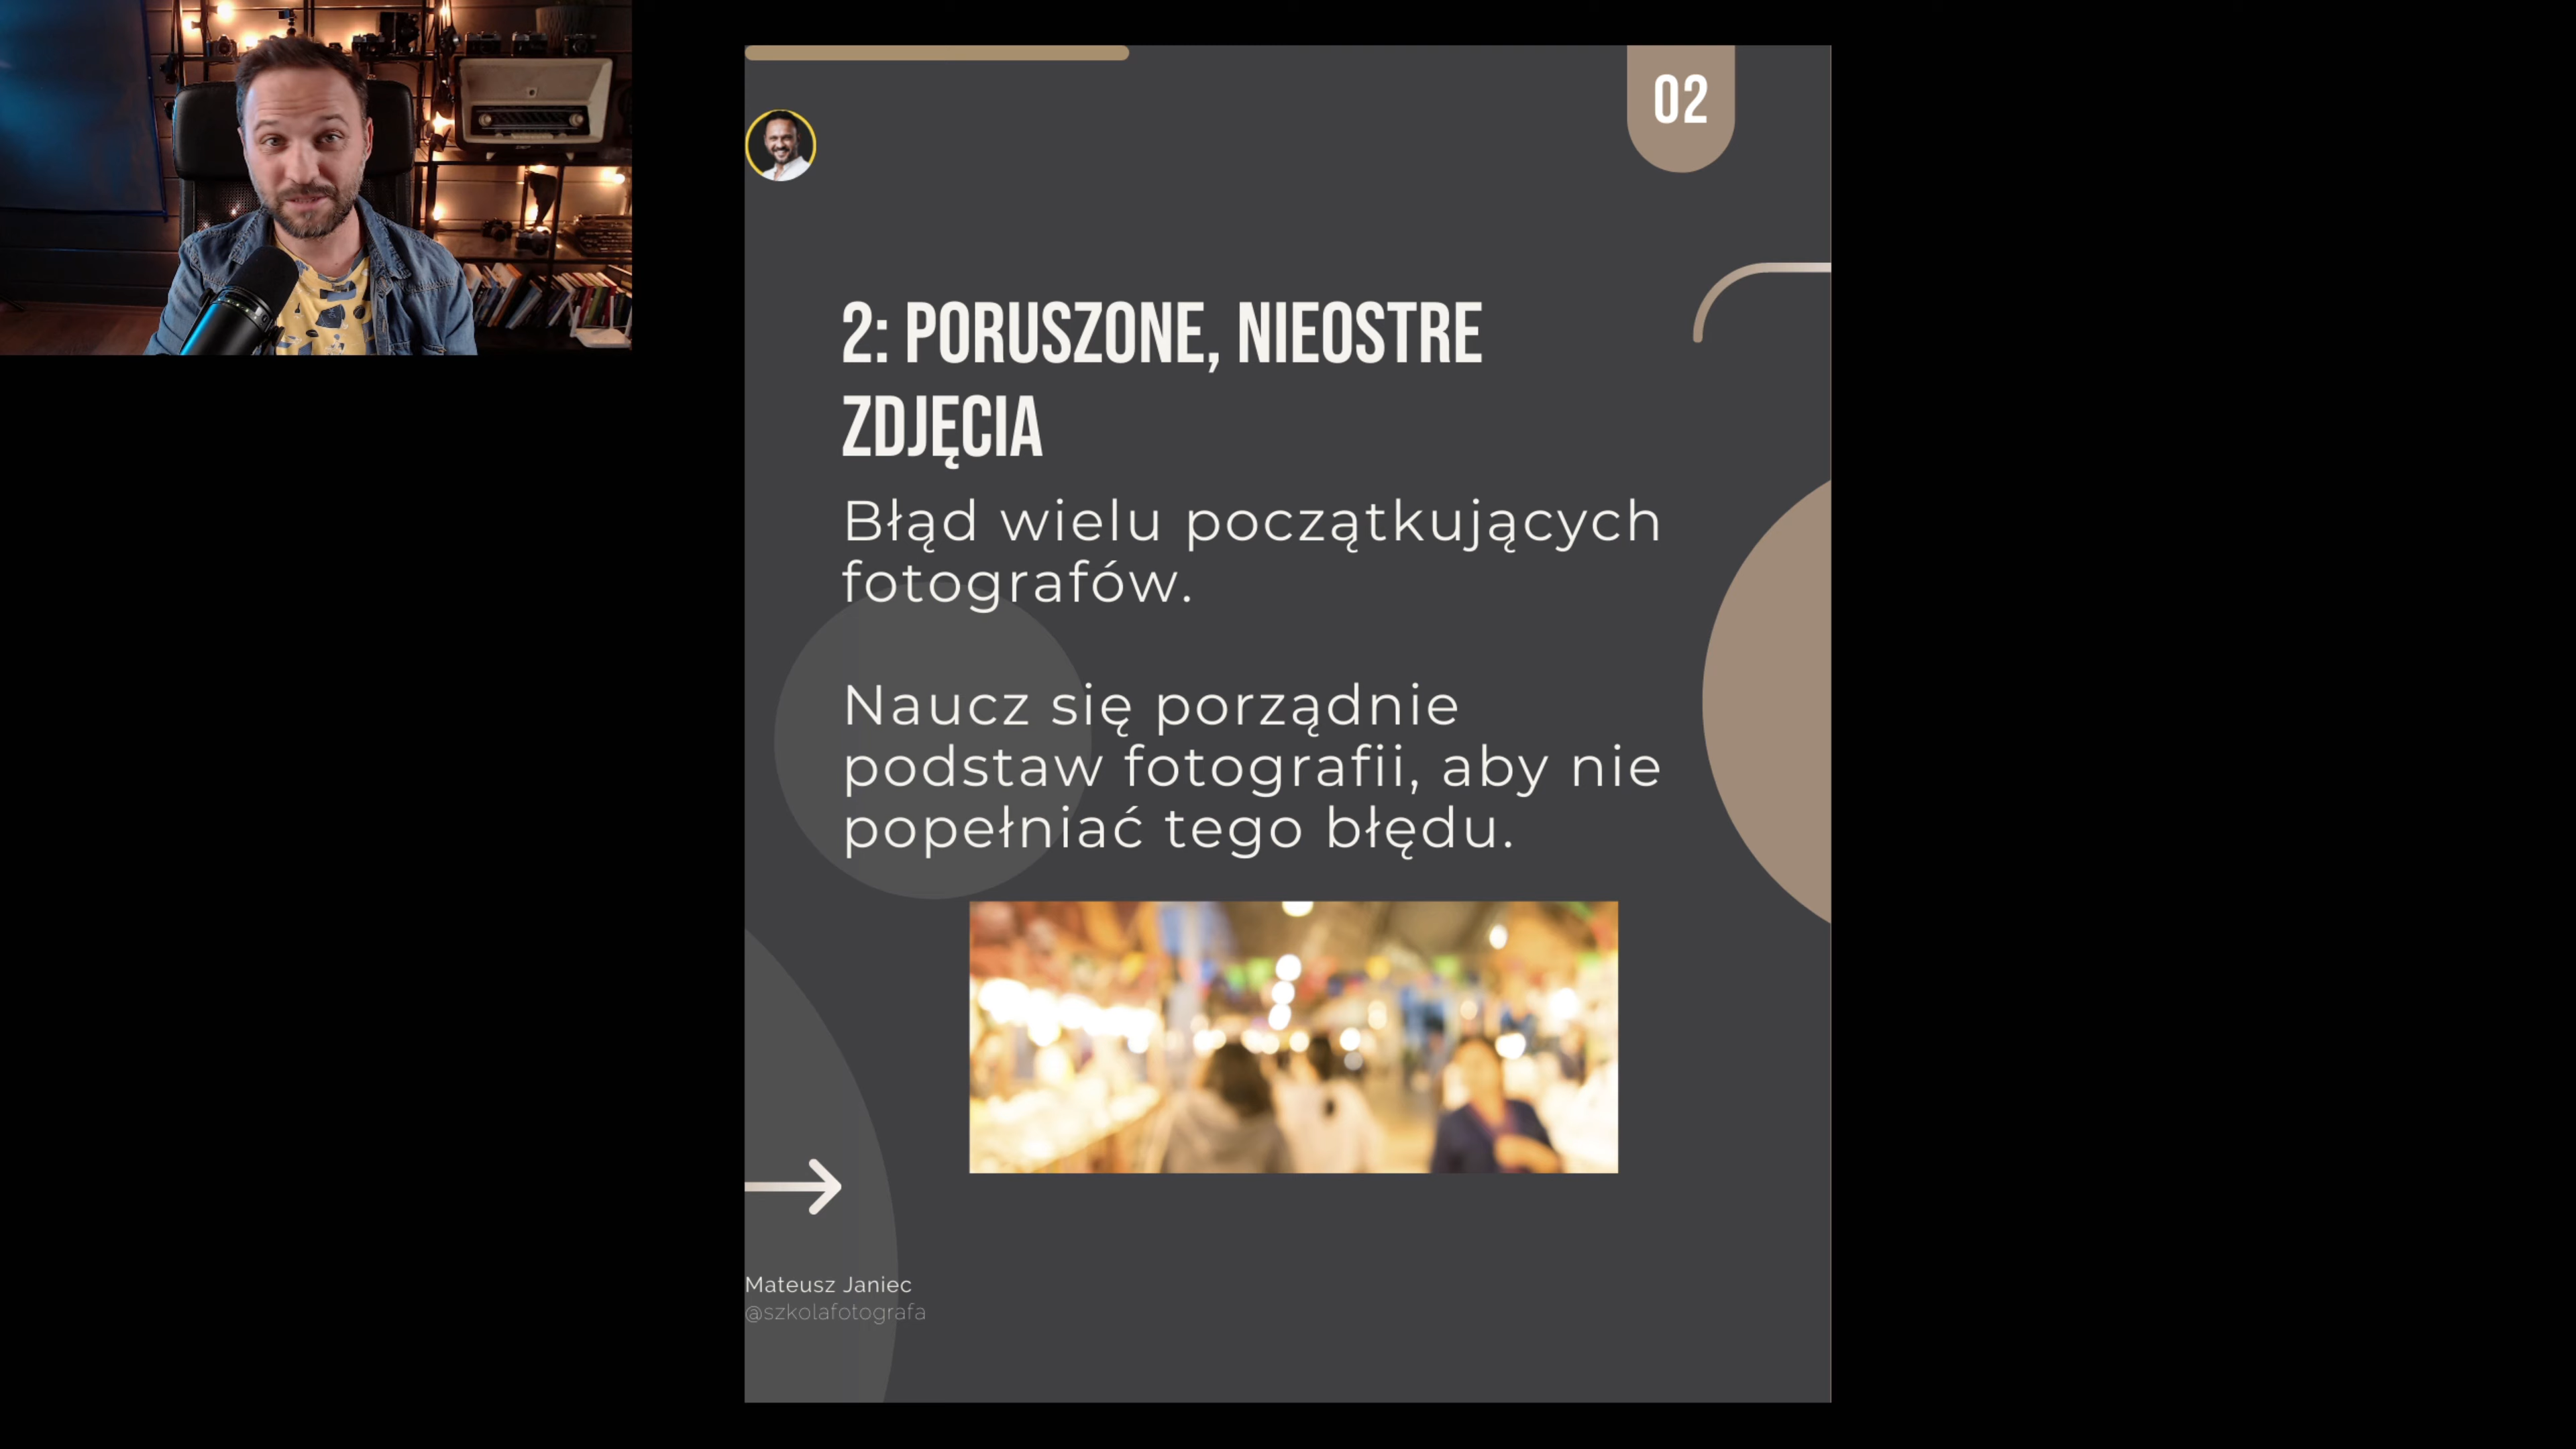 02
2: PORUSZONE, NIEOSTRE
ZDJĘCIA
Błąd wielu początkujących
fotografów.
Naucz się porządnie
podstaw fotografii, aby nie
popełniać tego błędu.
Mateusz Janiec
@szkolafotografa